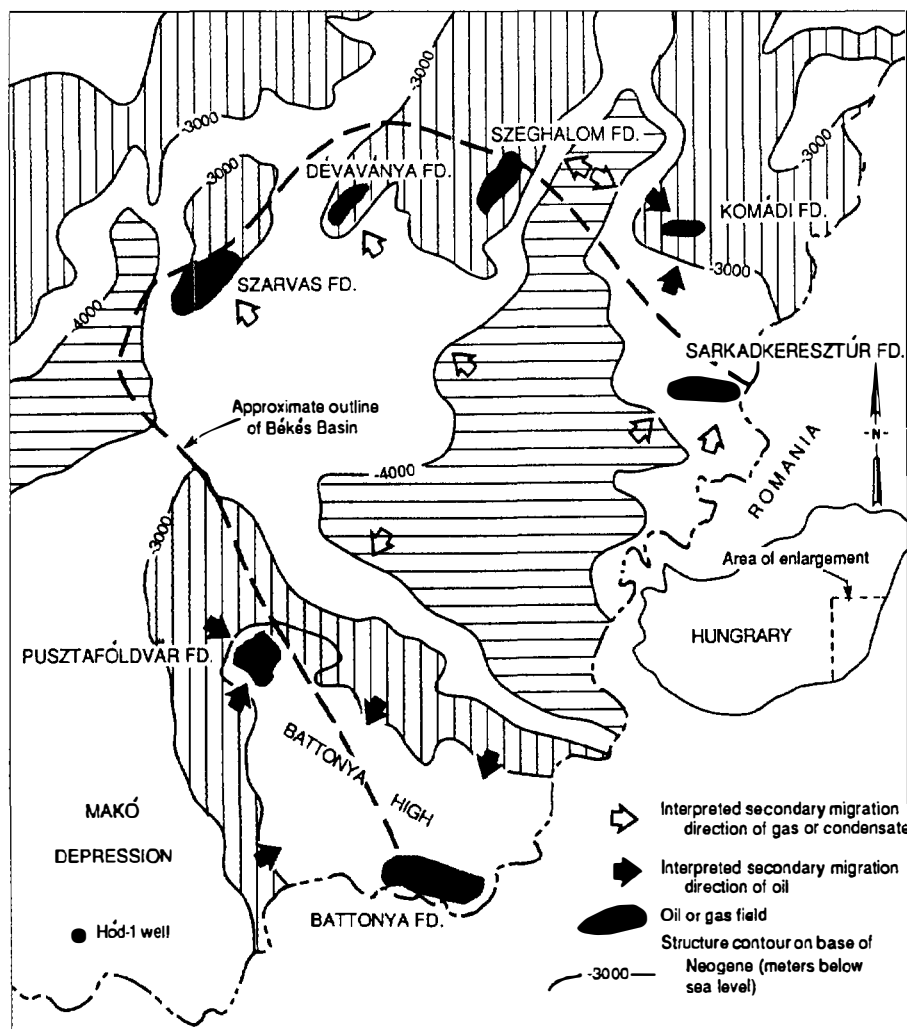 -3000
-3000
SZEGHALOM FD.
-3000
-3000
DÉVAVÁNYA FD.
KOMÁDI FD.
-3000
SZARVAS FD.
-4000
SARKADKERESZTÚR FD.
Approximate outline
of Békés Basin
N
ROMANIA
-4000
-3000
Area of enlargement
HUNGRARY
PUSZTAFÓLDVÁR FD.
BATTONYA
HIGH
MAKÓ
DEPRESSION
Interpreted secondary migration
direction of gas or condensate
Interpreted secondary migration
direction of oil
BATTONYA FD.
Oil or gas field
Hód-1 well
Structure contour on base of
-3000 Neogene (meters below
sea level)